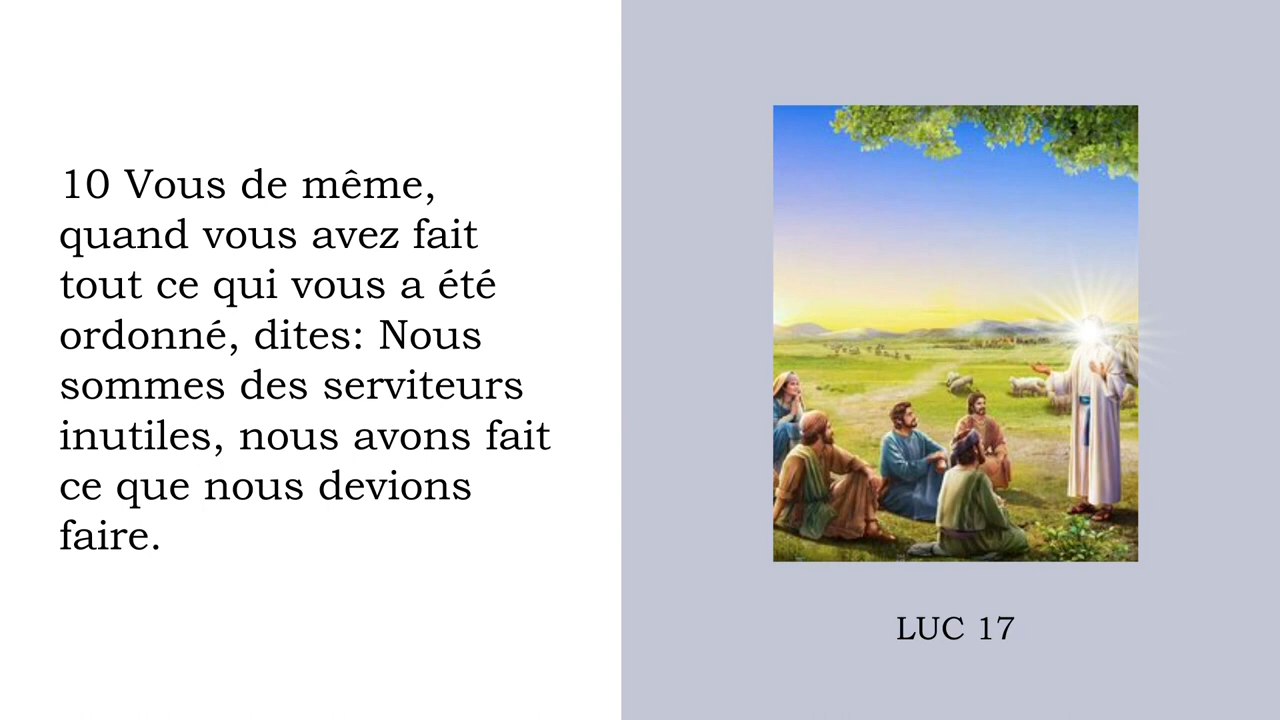 10 Vous de même,
quand vous avez fait
tout ce qui vous a été
ordonné, dites: Nous
sommes des serviteurs
inutiles, nous avons fait
ce que nous devions
faire.
LUC 17